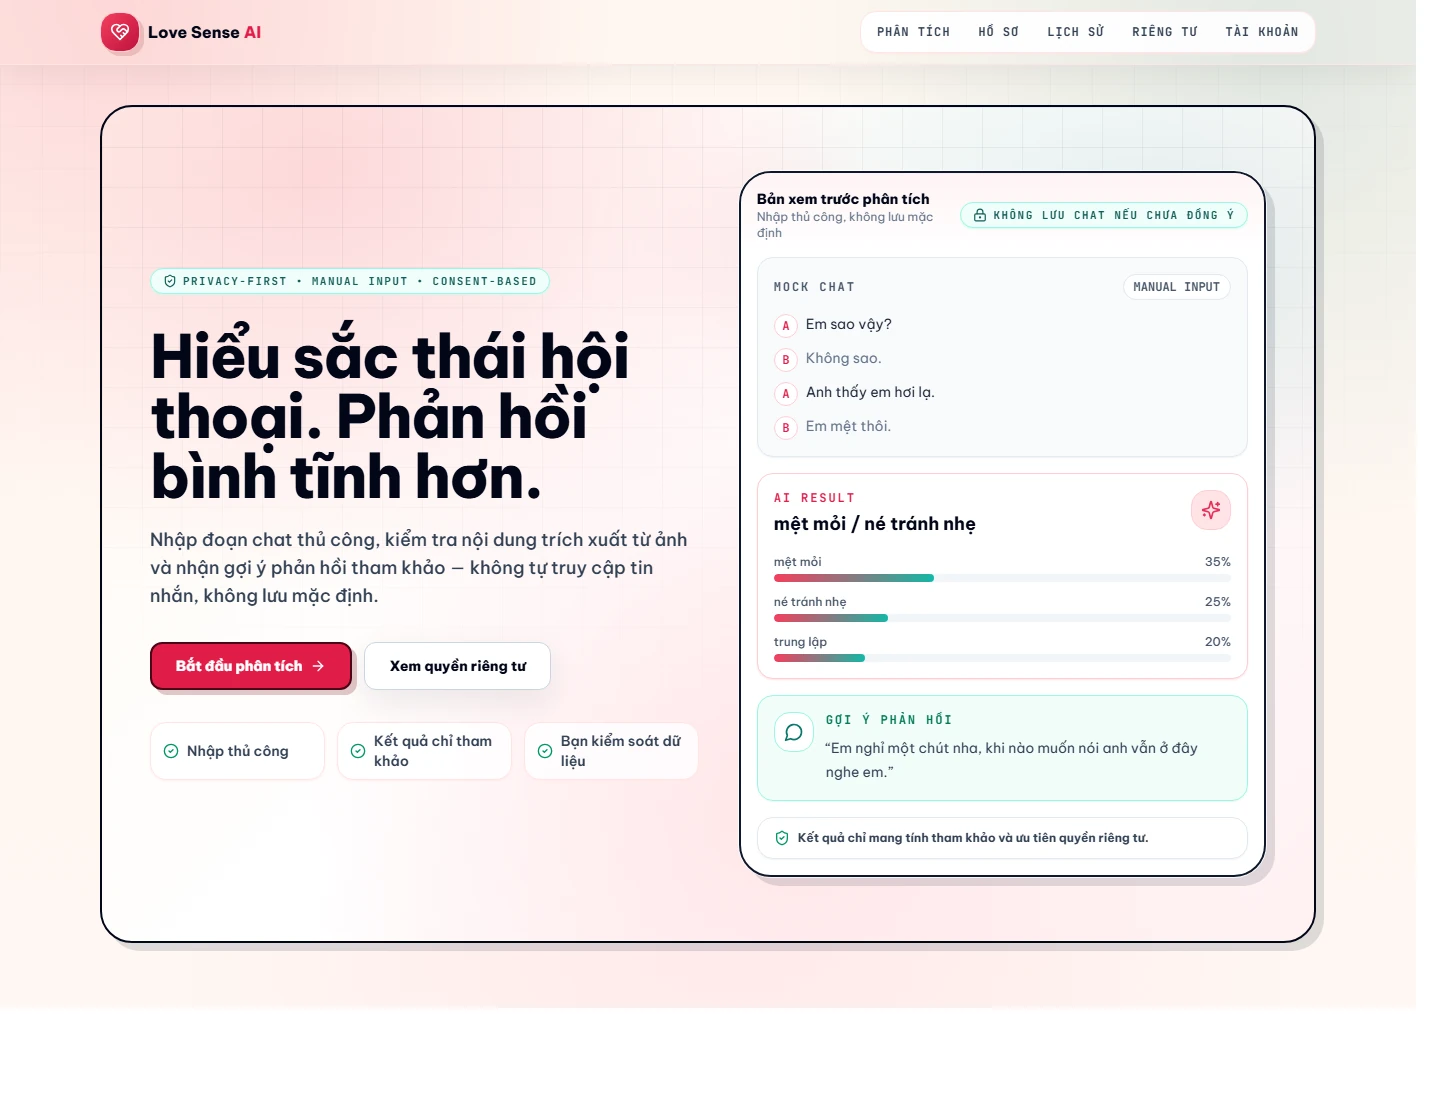 Love Sense AI
PHÂN TÍCH HỒ SƠ LỊCH SỬ RIÊNG TƯ TÀI KHOẢN
PRIVACY-FIRST • MANUAL INPUT • CONSENT-BASED
Hiểu sắc thái hội
thoại. Phản hồi
bình tĩnh hơn.
Nhập đoạn chat thủ công, kiểm tra nội dung trích xuất từ ảnh
và nhận gợi ý phản hồi tham khảo — không tự truy cập tin
nhắn, không lưu mặc định.
Bắt đầu phân tích →
Xem quyền riêng tư
Nhập thủ công
Kết quả chỉ tham
khảo
Bạn kiểm soát dữ
liệu
Bản xem trước phân tích
Nhập thủ công, không lưu mặc
định
KHÔNG LƯU CHAT NẾU CHƯA ĐỒNG Ý
MOCK CHAT
MANUAL INPUT
A Em sao vậy?
B Không sao.
A Anh thấy em hơi lạ.
B Em mệt thôi.
AI RESULT
mệt mỏi / né tránh nhẹ
mệt mỏi 35%
né tránh nhẹ 25%
trung lập 20%
GỢI Ý PHẢN HỒI
“Em nghỉ một chút nha, khi nào muốn nói anh vẫn ở đây
nghe em.”
Kết quả chỉ mang tính tham khảo và ưu tiên quyền riêng tư.